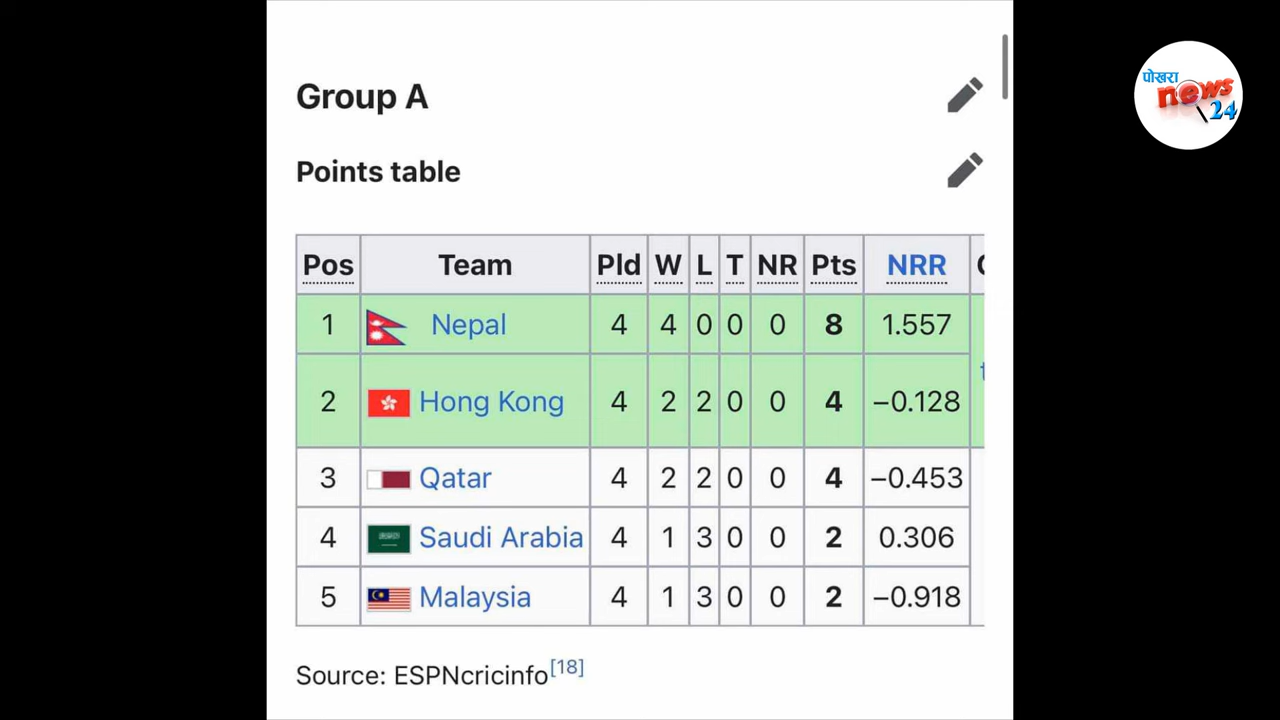 Group A
Points table
Pos Team Pld W L T NR Pts NRR
1 Nepal 4 4 0 0 0 8 1.557
2 Hong Kong 4 2 2 0 0 4 −0.128
3 Qatar 4 2 2 0 0 4 −0.453
4 Saudi Arabia 4 1 3 0 0 2 0.306
5 Malaysia 4 1 3 0 0 2 −0.918
Source: ESPNcricinfo[18]
पोखरा
news
24